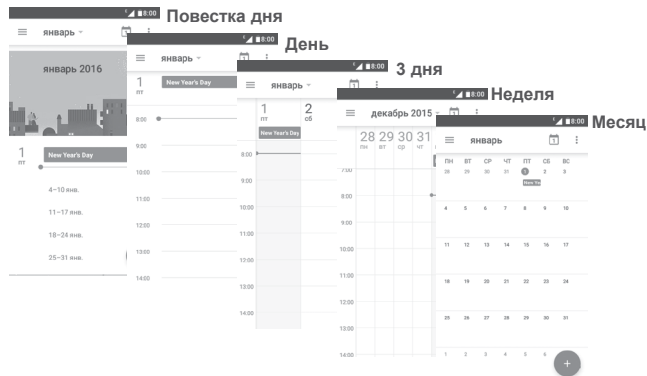 8:00
Повестка дня
январь
1
январь 2016
1
пт
New Year's Day
4–10 янв.
11–17 янв.
18–24 янв.
25–31 янв.
8:00
День
январь
1
пт
New Year's Day
8:00
9:00
10:00
11:00
12:00
13:00
14:00
8:00
3 дня
январь
1
1 2
пт сб
New Year's Day
8:00
9:00
10:00
11:00
12:00
13:00
14:00
8:00
Неделя
декабрь 2015
1
28 29 30 31
пн вт ср чт
7:00
8:00
9:00
10:00
11:00
12:00
13:00
14:00
8:00
Месяц
январь
1
ПН ВТ СР ЧТ ПТ СБ ВС
28 29 30 31 1 2 3
New Ye
4 5 6 7 8 9 10
11 12 13 14 15 16 17
18 19 20 21 22 23 24
25 26 27 28 29 30 31
1 2 3 4 5 6
+